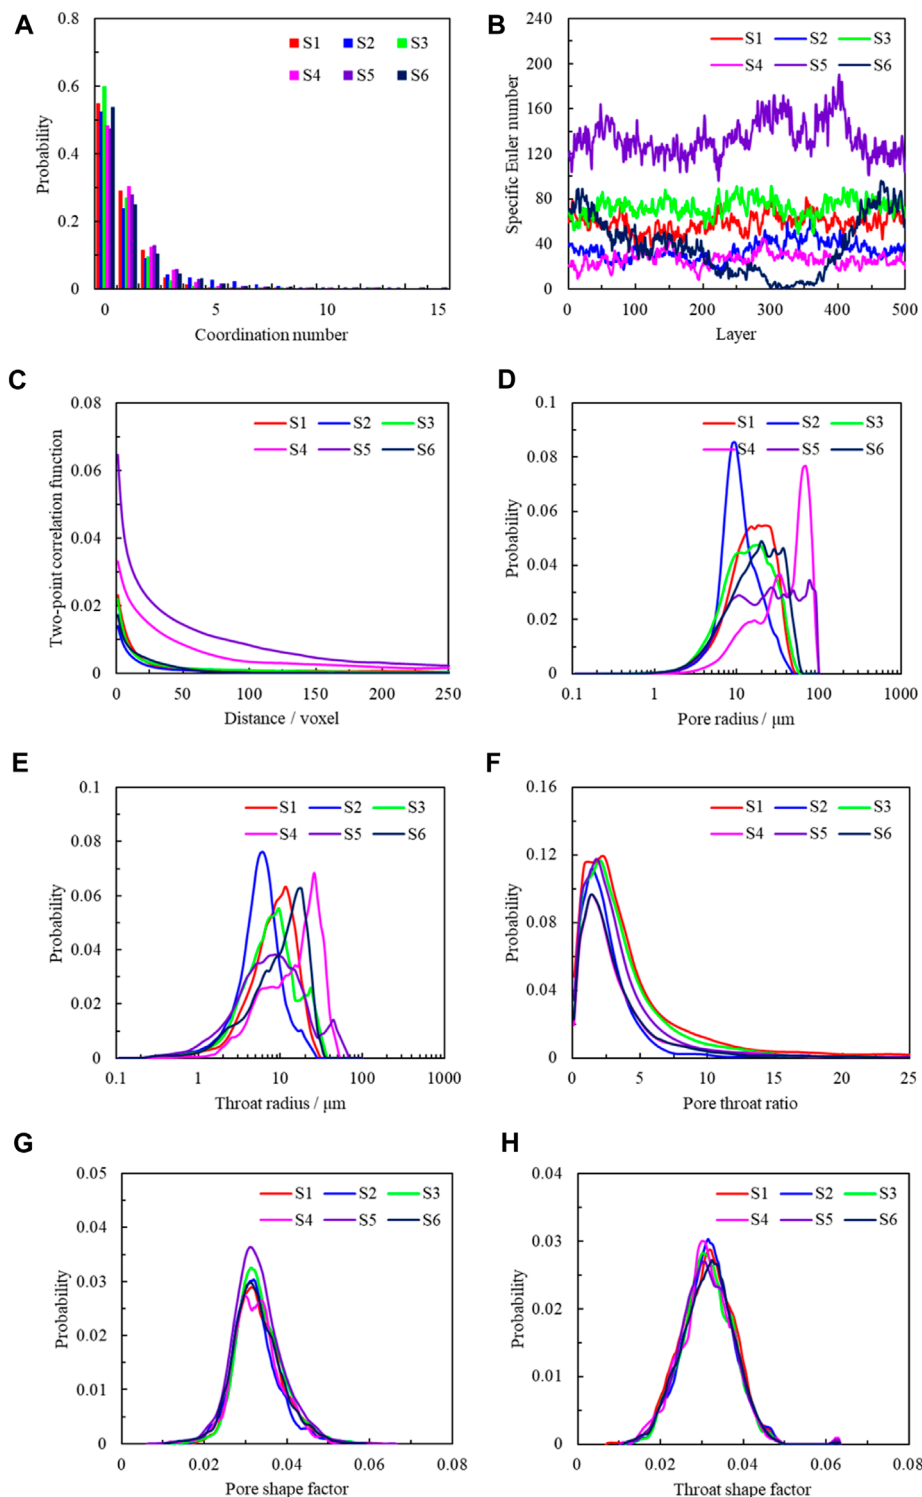 A
0.8
S1 S2 S3
S4 S5 S6
0.6
0.4
0.2
0
Probability
0 5 10 15
Coordination number
B
240
S1 S2 S3
S4 S5 S6
200
160
120
80
40
0
Specific Euler number
0 100 200 300 400 500
Layer
C
0.08
S1 S2 S3
S4 S5 S6
0.06
0.04
0.02
0
Two-point correlation function
0 50 100 150 200 250
Distance / voxel
D
0.1
S1 S2 S3
S4 S5 S6
0.08
0.06
0.04
0.02
0
Probability
0.1 1 10 100 1000
Pore radius / μm
E
0.1
S1 S2 S3
S4 S5 S6
0.08
0.06
0.04
0.02
0
Probability
0.1 1 10 100 1000
Throat radius / μm
F
0.16
S1 S2 S3
S4 S5 S6
0.12
0.08
0.04
0
Probability
0 5 10 15 20 25
Pore throat ratio
G
0.05
S1 S2 S3
S4 S5 S6
0.04
0.03
0.02
0.01
0
Probability
0 0.02 0.04 0.06 0.08
Pore shape factor
H
0.04
S1 S2 S3
S4 S5 S6
0.03
0.02
0.01
0
Probability
0 0.02 0.04 0.06 0.08
Throat shape factor